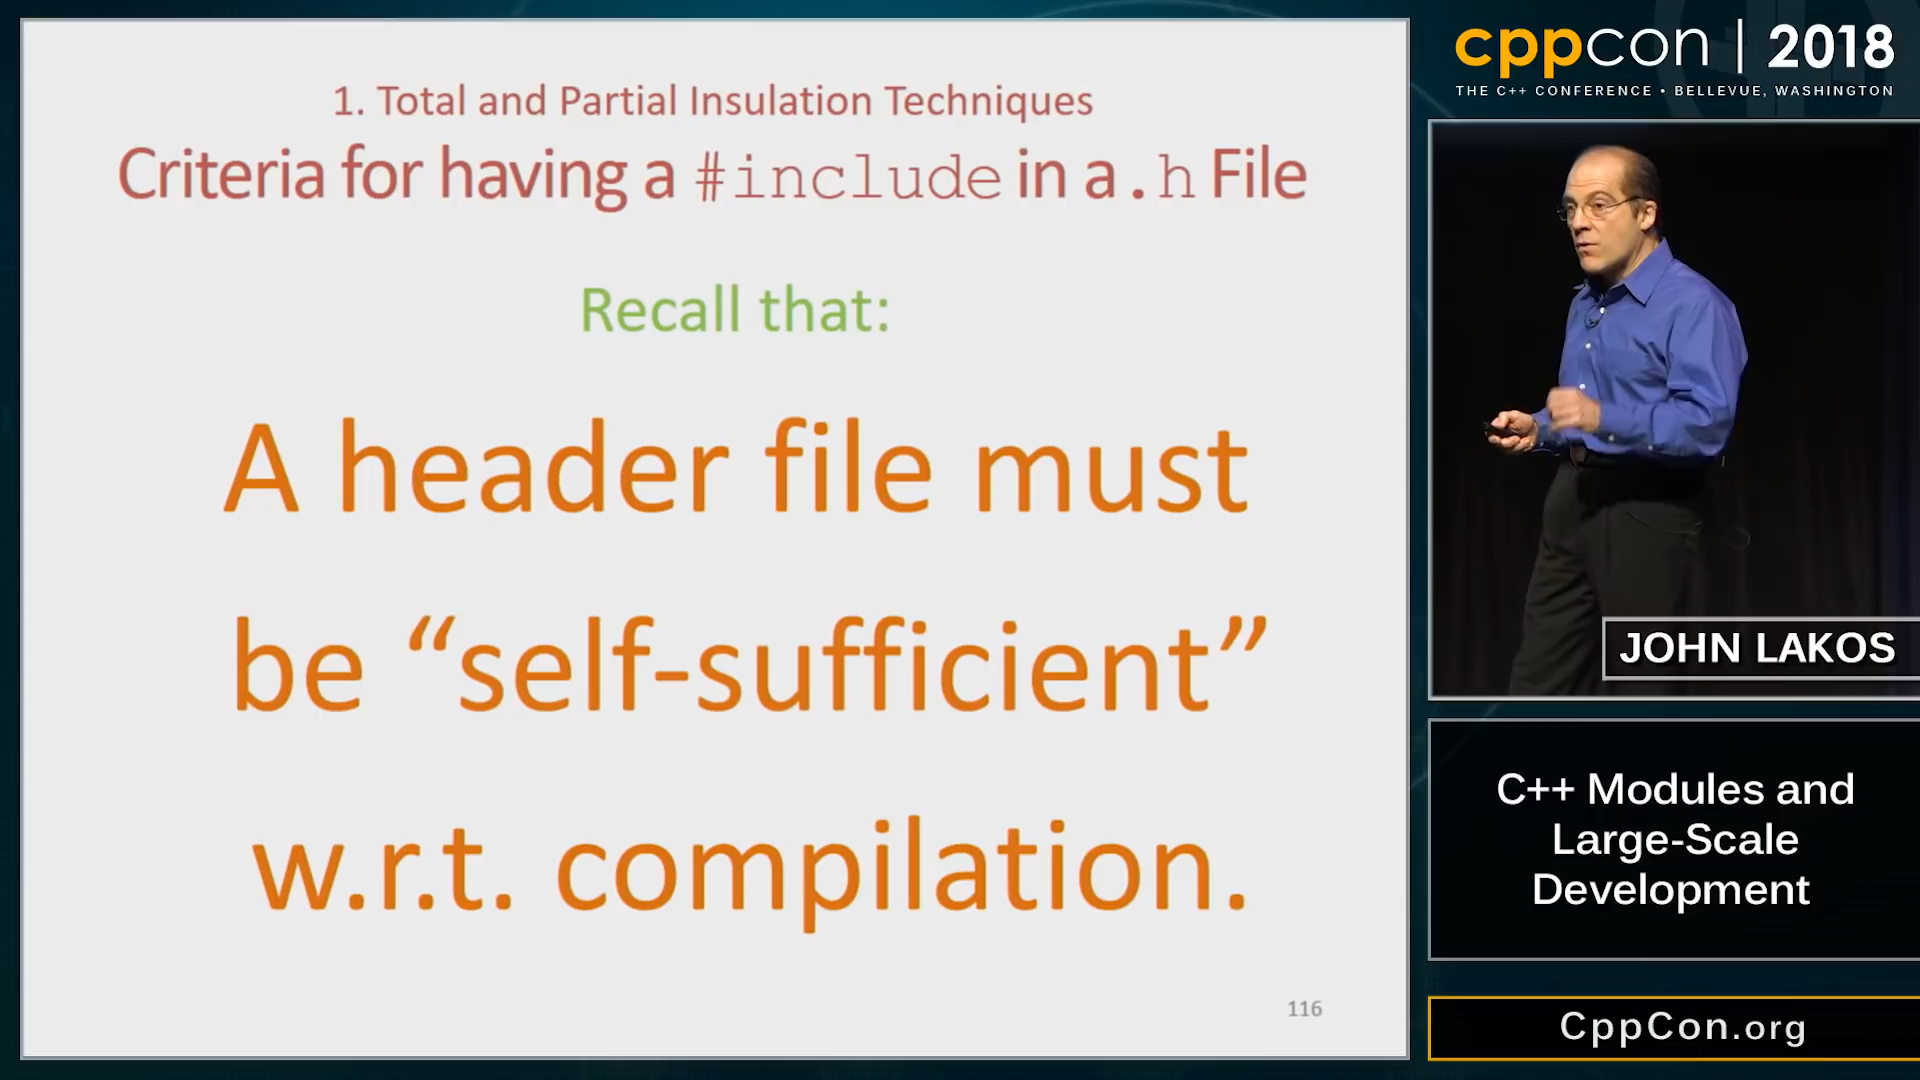 1. Total and Partial Insulation Techniques
Criteria for having a #include in a .h File
Recall that:
A header file must
be “self-sufficient”
w.r.t. compilation.
116
cppcon | 2018
THE C++ CONFERENCE • BELLEVUE, WASHINGTON
JOHN LAKOS
C++ Modules and
Large-Scale
Development
CppCon.org